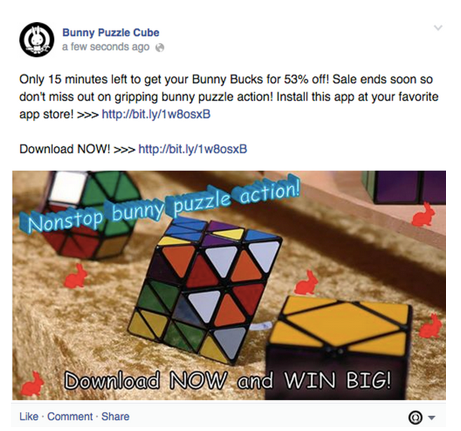 Bunny Puzzle Cube
a few seconds ago
Only 15 minutes left to get your Bunny Bucks for 53% off! Sale ends soon so
don't miss out on gripping bunny puzzle action! Install this app at your favorite
app store! >>> http://bit.ly/1w8osxB
Download NOW! >>> http://bit.ly/1w8osxB
Nonstop bunny puzzle action!
Download NOW and WIN BIG!
Like · Comment · Share